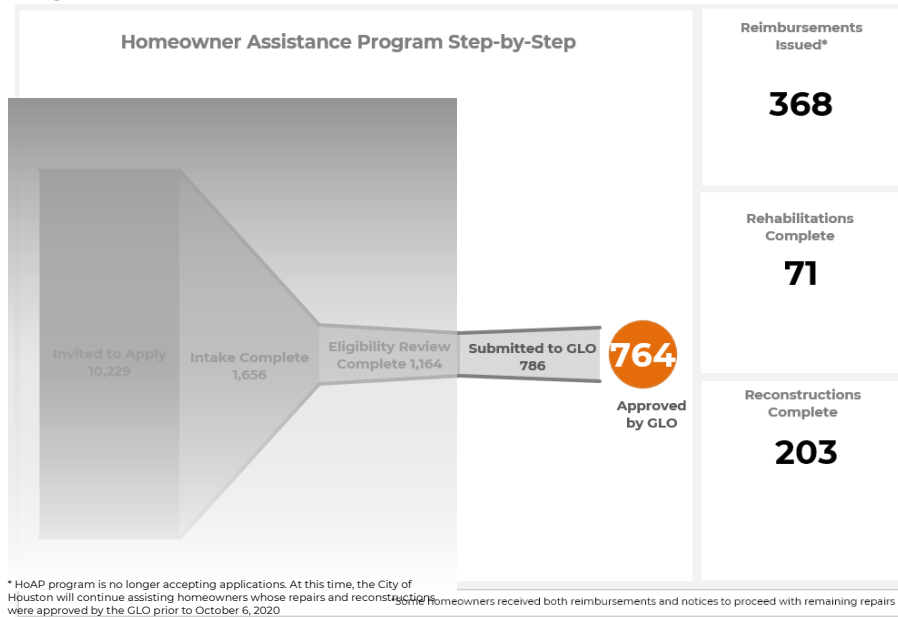 Homeowner Assistance Program Step-by-Step
Reimbursements
Issued*
368
Rehabilitations
Complete
71
Reconstructions
Complete
203
Invited to Apply
10,229
Intake Complete
1,656
Eligibility Review
Complete 1,164
Submitted to GLO
786
764
Approved
by GLO
* HoAP program is no longer accepting applications. At this time, the City of
Houston will continue assisting homeowners whose repairs and reconstructions
were approved by the GLO prior to October 6, 2020
*Some homeowners received both reimbursements and notices to proceed with remaining repairs